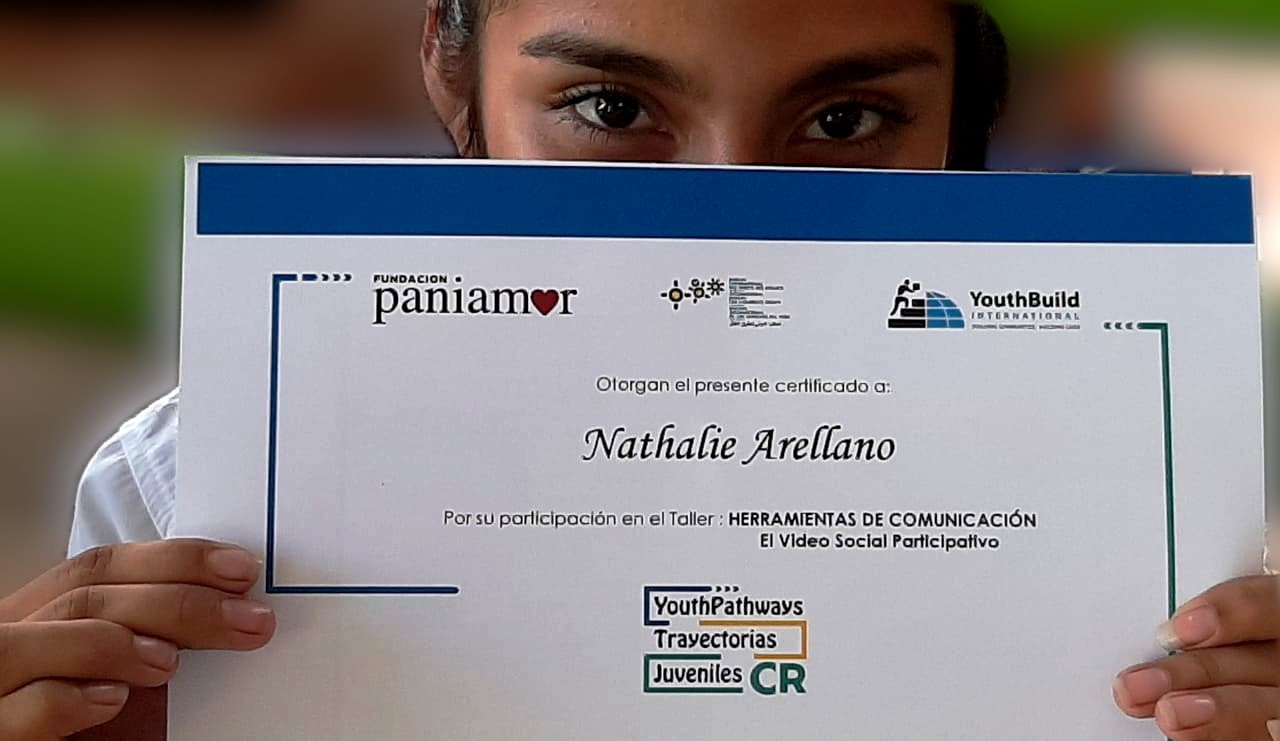 FUNDACION
paniamor
YouthBuild
INTERNATIONAL
Otorgan el presente certificado a:
Nathalie Arellano
Por su participación en el Taller : HERRAMIENTAS DE COMUNICACIÓN
El Video Social Participativo
YouthPathways
Trayectorias
Juveniles CR